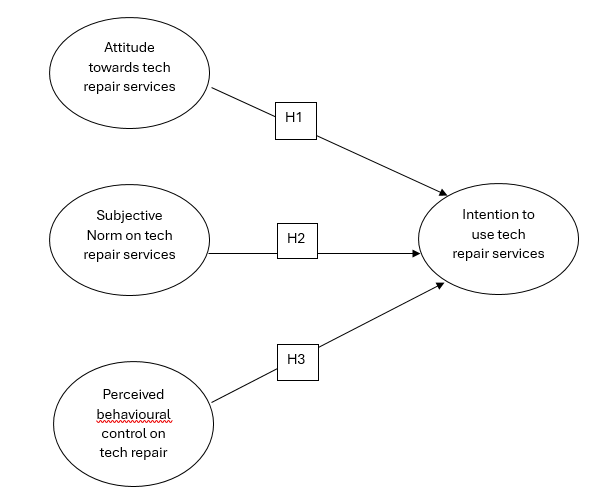 Attitude
towards tech
repair services
H1
Subjective
Norm on tech
repair services
H2
Intention to
use tech
repair services
H3
Perceived
behavioural
control on
tech repair